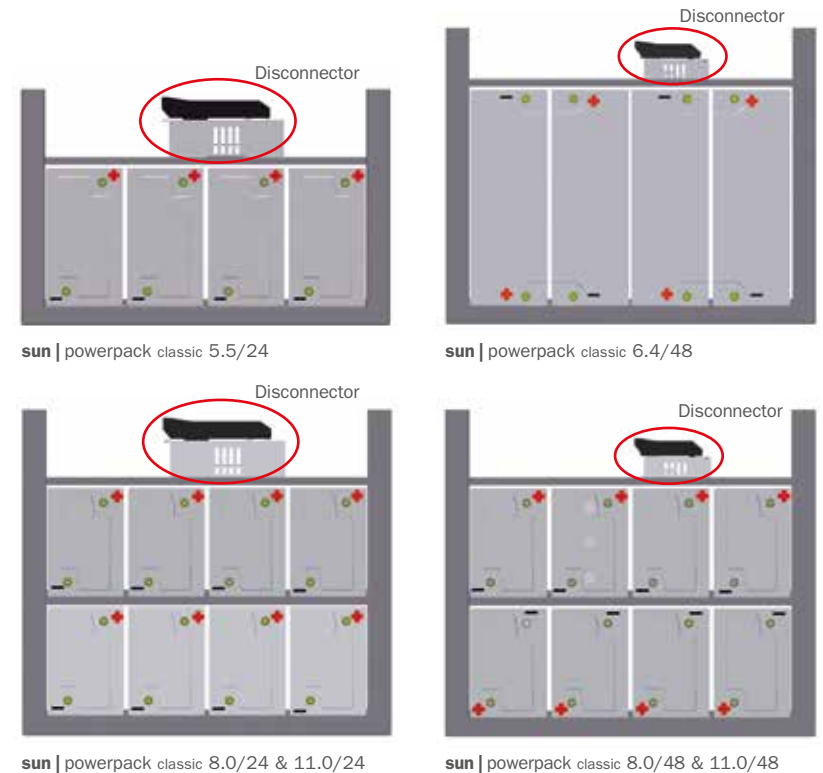 Disconnector
sun | powerpack classic 5.5/24
Disconnector
sun | powerpack classic 6.4/48
Disconnector
sun | powerpack classic 8.0/24 & 11.0/24
Disconnector
sun | powerpack classic 8.0/48 & 11.0/48